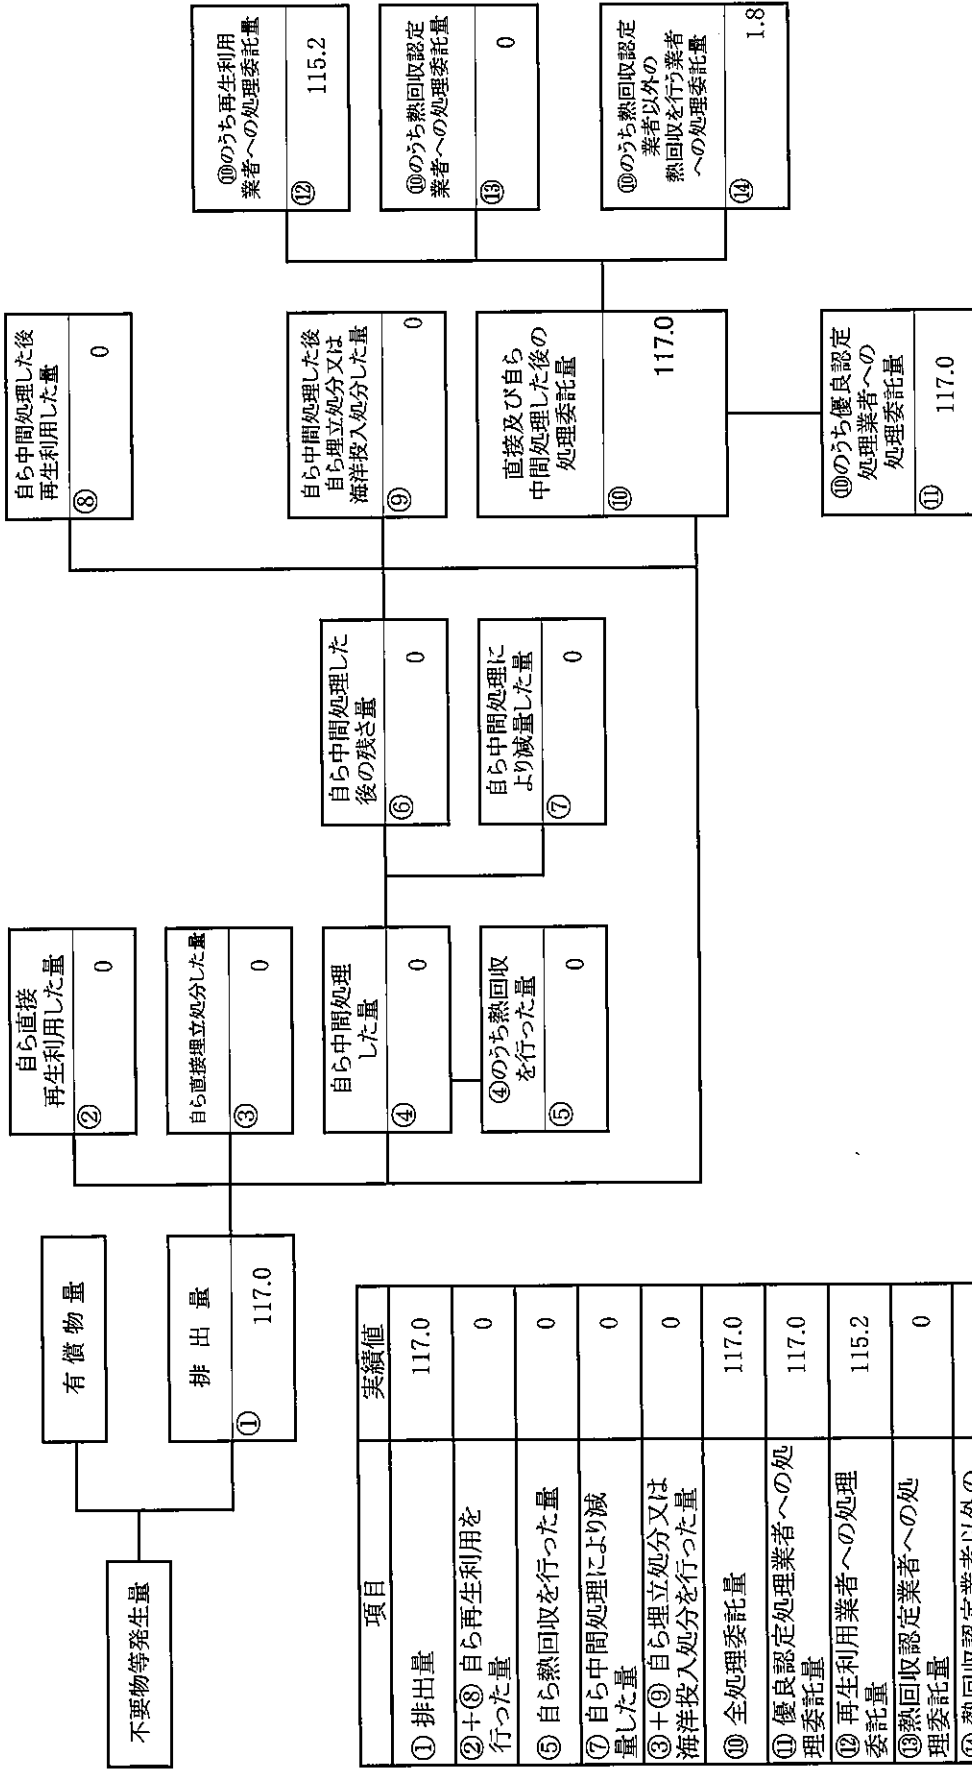 不要物等発生量
有償物量
排出量
①
117.0
自ら直接
再生利用した量
②
0
自ら直接埋立処分した量
③
0
自ら中間処理
した量
④
0
④のうち熱回収
を行った量
⑤
0
自ら中間処理した
後の残さ量
⑥
0
自ら中間処理に
より減量した量
⑦
0
自ら中間処理した後
再生利用した量
⑧
0
自ら中間処理した後
自ら埋立処分又は
海洋投入処分した量
⑨
0
直接及び自ら
中間処理した後の
処理委託量
⑩
117.0
⑩のうち優良認定
処理業者への
処理委託量
⑪
117.0
⑩のうち再生利用
業者への処理委託量
⑫
115.2
⑩のうち熱回収認定
業者への処理委託量
⑬
0
⑩のうち熱回収認定
業者以外の
熱回収を行う業者
への処理委託量
⑭
1.8
項目 実績値
①排出量 117.0
②+⑧ 自ら再生利用を
行った量 0
⑤ 自ら熱回収を行った量 0
⑦ 自ら中間処理により減
量した量 0
③+⑨ 自ら埋立処分又は
海洋投入処分を行った量 0
⑩ 全処理委託量 117.0
⑪ 優良認定処理業者への処
理委託量 117.0
⑫ 再生利用業者への処理
委託量 115.2
⑬熱回収認定業者への処
理委託量 0
⑭ 熱回収認定業者以外の